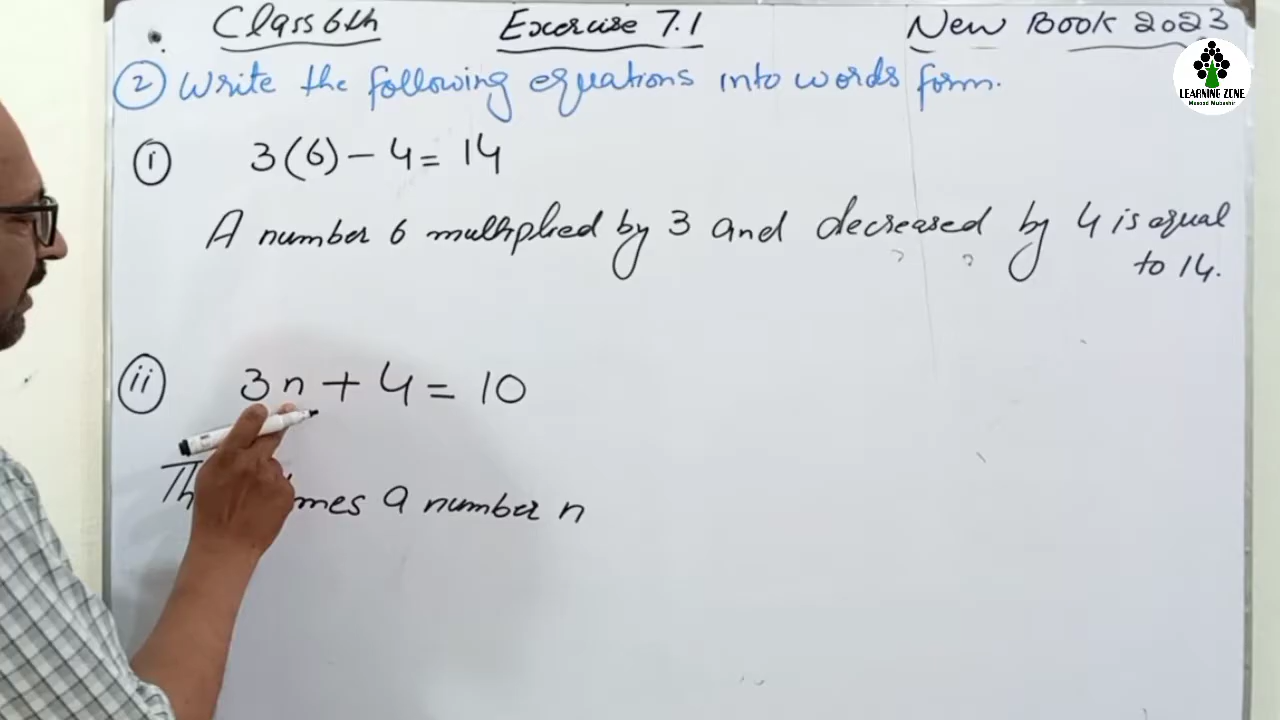 Class 6th Exercise 7.1 New Book 2023
② Write the following equations into words form.
ⓘ 3(6) - 4 = 14
A number 6 multiplied by 3 and decreased by 4 is equal
to 14.
ii 3n + 4 = 10
a number n
LEARNING ZONE